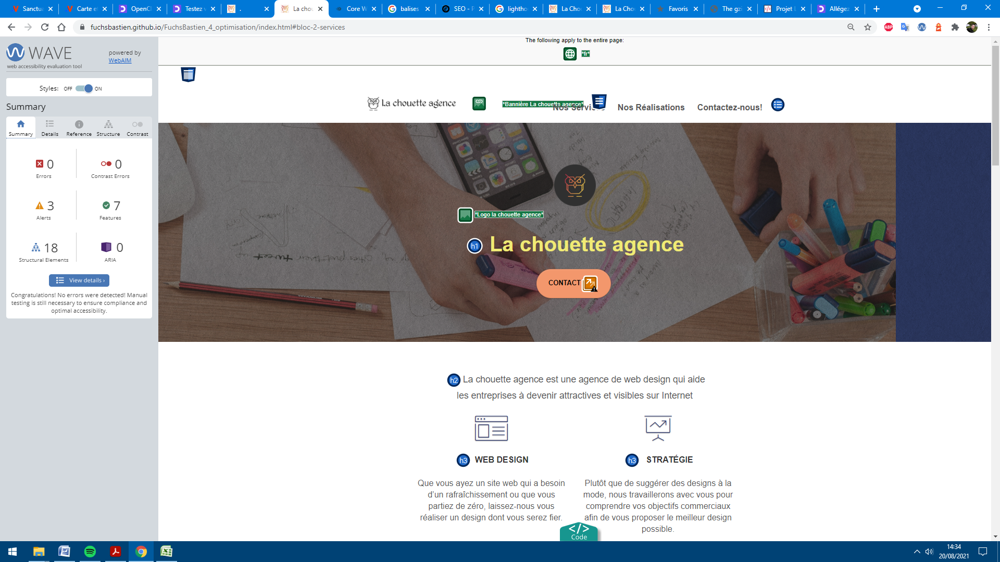 Sanctua
Carte et
OpenCl
Testez v
.
La chou
Core W
balises
SEO - P
lightho
La Chou
La Chou
Favoris
The gzi
Projet L
Allégez
fuchsbastien.github.io/FuchsBastien_4_optimisation/index.html#bloc-2-services
ABP
WAVE
web accessibility evaluation tool
powered by
WebAIM
Styles: OFF ON
Summary
Summary Details Reference Structure Contrast
0 Errors
0 Contrast Errors
3 Alerts
7 Features
18 Structural Elements
0 ARIA
View details ›
Congratulations! No errors were detected! Manual
testing is still necessary to ensure compliance and
optimal accessibility.
The following apply to the entire page:
*fr*
La chouette agence
*Bannière La chouette agence*
Nos Services
Nos Réalisations
Contactez-nous!
*Logo la chouette agence*
h1 La chouette agence
CONTACT
h2 La chouette agence est une agence de web design qui aide
les entreprises à devenir attractives et visibles sur Internet
h3 WEB DESIGN
Que vous ayez un site web qui a besoin
d’un rafraîchissement ou que vous
partiez de zéro, laissez-nous vous
réaliser un design dont vous serez fier.
h3 STRATÉGIE
Plutôt que de suggérer des designs à la
mode, nous travaillerons avec vous pour
comprendre vos objectifs commerciaux
afin de vous proposer le meilleur design
possible.
</>
Code
14:34
20/08/2021